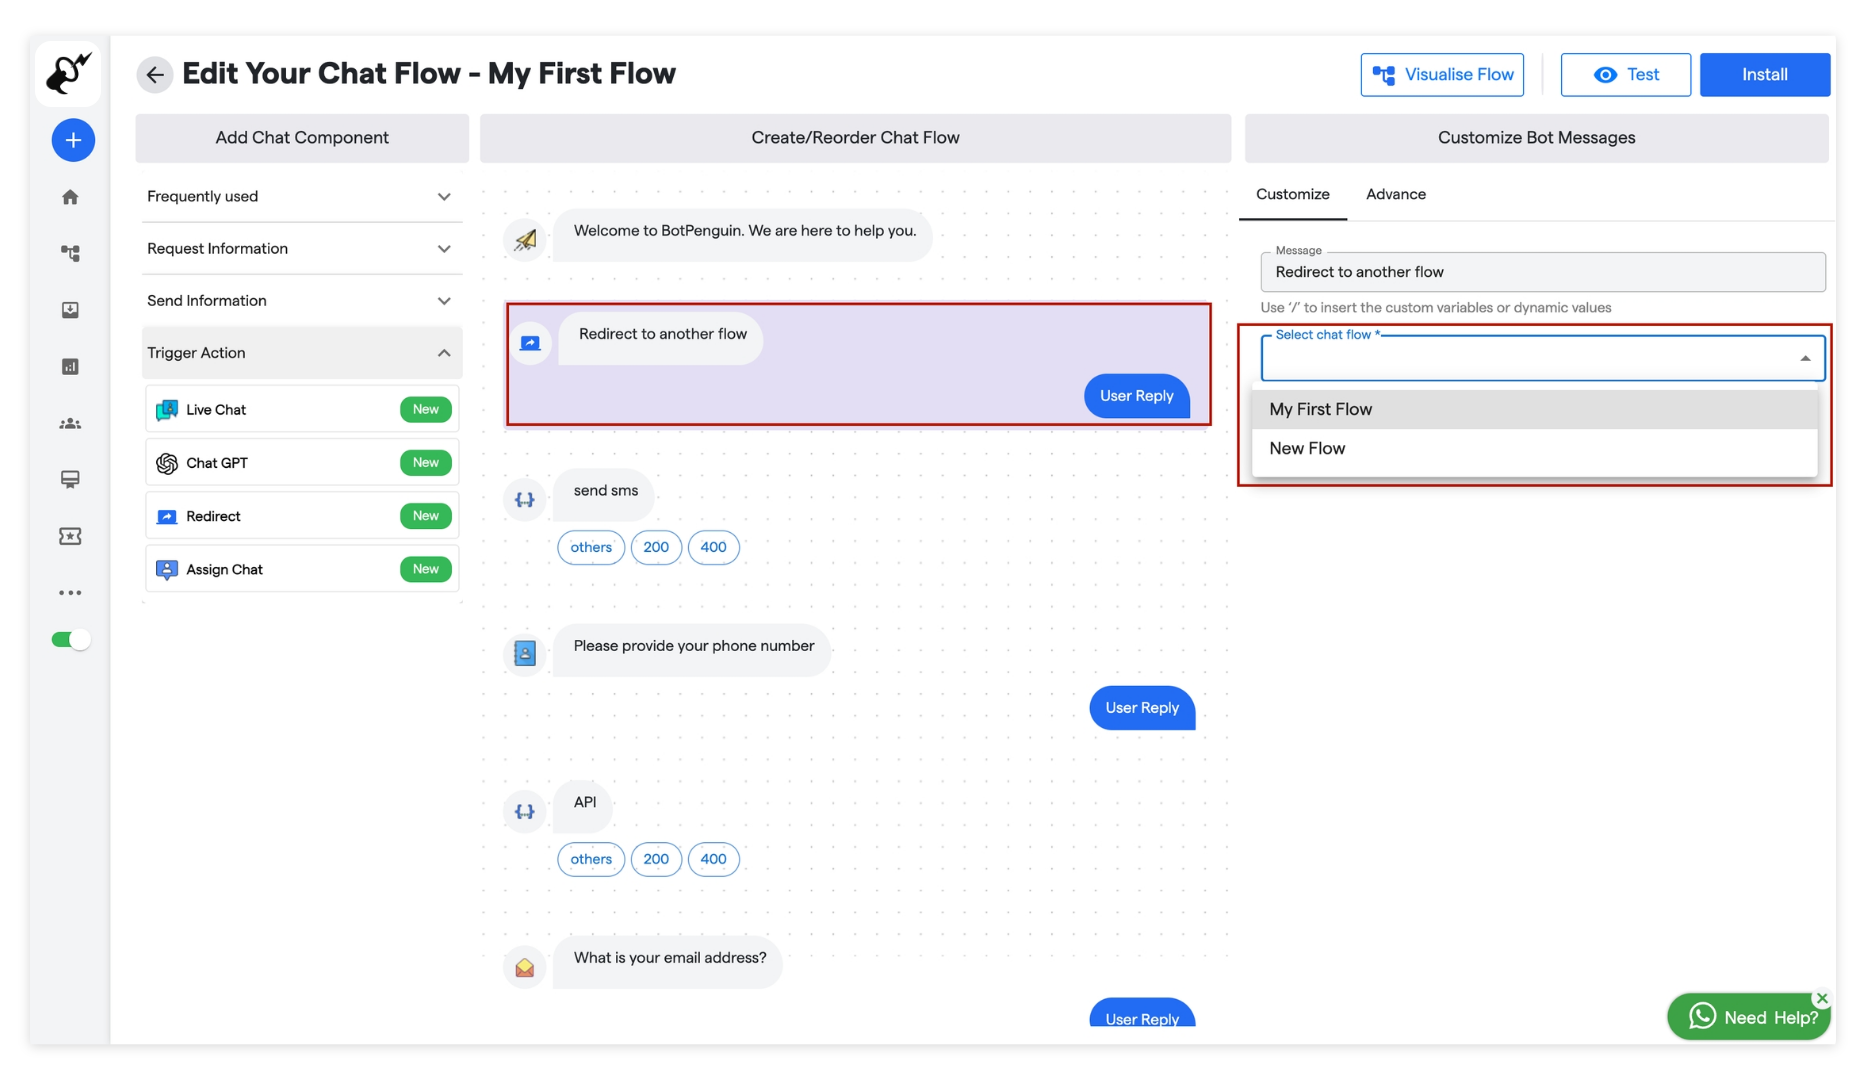 Edit Your Chat Flow - My First Flow
Visualise Flow
Test
Install
Add Chat Component
Create/Reorder Chat Flow
Customize Bot Messages
Frequently used
Request Information
Send Information
Trigger Action
Live Chat
New
Chat GPT
New
Redirect
New
Assign Chat
New
Welcome to BotPenguin. We are here to help you.
Redirect to another flow
User Reply
send sms
others
200
400
Please provide your phone number
User Reply
API
others
200
400
What is your email address?
User Reply
Customize
Advance
Message
Redirect to another flow
Use ‘/’ to insert the custom variables or dynamic values
Select chat flow *
My First Flow
New Flow
Need Help?